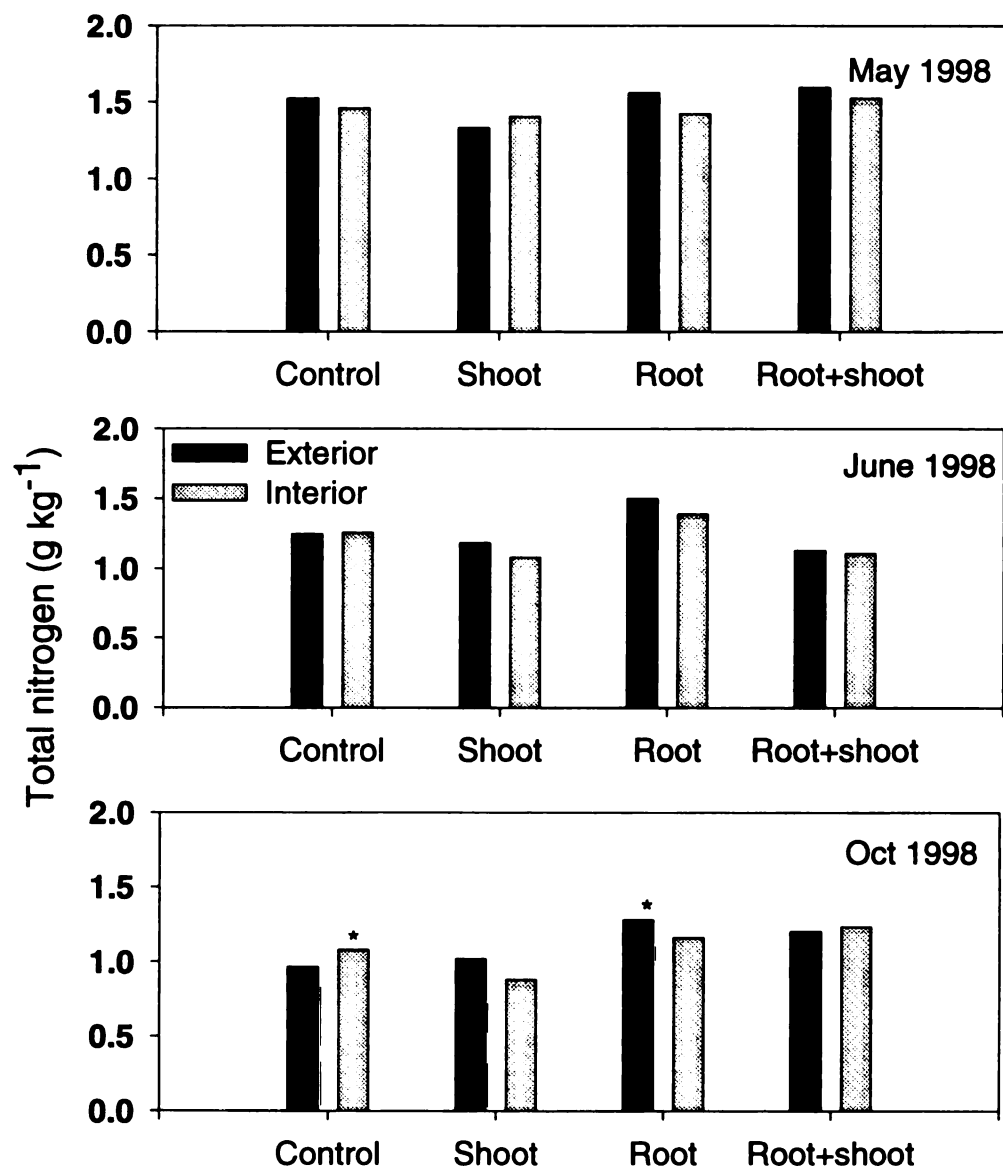 Total nitrogen (g kg⁻¹)
2.0
May 1998
1.5
1.0
0.5
0.0
Control Shoot Root Root+shoot
2.0
Exterior
June 1998
Interior
1.5
1.0
0.5
0.0
Control Shoot Root Root+shoot
2.0
Oct 1998
1.5
*
*
1.0
0.5
0.0
Control Shoot Root Root+shoot